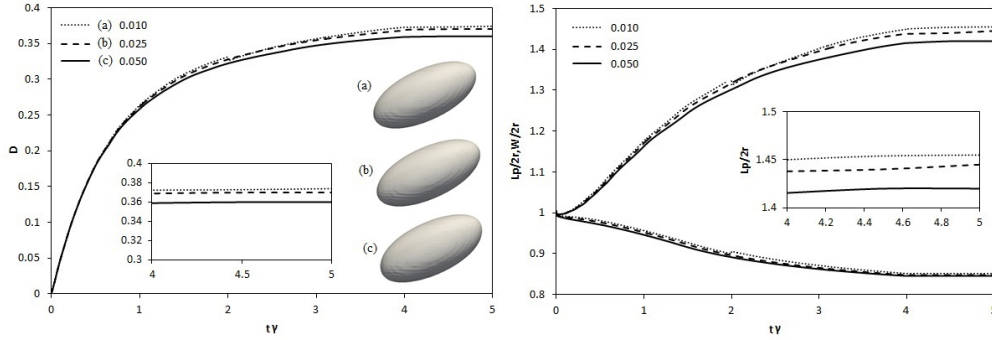 0.4
0.35
0.3
0.25
0.2
0.15
0.1
0.05
0
D
(a) 0.010
(b) 0.025
(c) 0.050
(a)
(b)
(c)
0.4
0.38
0.36
0.34
0.32
0.3
4 4.5 5
0 1 2 3 4 5
t γ
1.5
1.4
1.3
1.2
1.1
1
0.9
0.8
Lp/2r,W/2r
0.010
0.025
0.050
1.5
1.45
1.4
Lp/2r
4 4.2 4.4 4.6 4.8 5
0 1 2 3 4 5
t γ